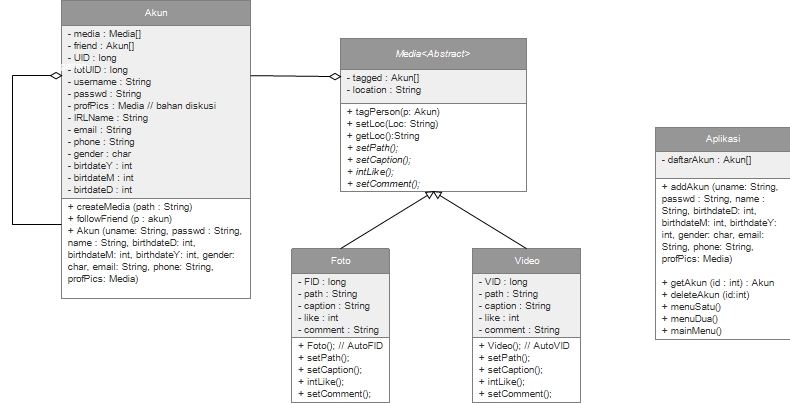 Akun
- media : Media[]
- friend : Akun[]
- UID : long
- totUID : long
- username : String
- passwd : String
- profPics : Media // bahan diskusi
- IRLName : String
- email : String
- phone : String
- gender : char
- birtdateY : int
- birtdateM : int
- birtdateD : int
+ createMedia (path : String)
+ followFriend (p : akun)
+ Akun (uname: String, passwd : String,
name : String, birthdateD: int,
birthdateM: int, birthdateY: int, gender:
char, email: String, phone: String,
profPics: Media)
Media<Abstract>
- tagged : Akun[]
- location : String
+ tagPerson(p: Akun)
+ setLoc(Loc: String)
+ getLoc():String
+ setPath();
+ setCaption();
+ intLike();
+ setComment();
Foto
- FID : long
- path : String
- caption : String
- like : int
- comment : String
+ Foto(); // AutoFID
+ setPath();
+ setCaption();
+ intLike();
+ setComment();
Video
- VID : long
- path : String
- caption : String
- like : int
- comment : String
+ Video(); // AutoVID
+ setPath();
+ setCaption();
+ intLike();
+ setComment();
Aplikasi
- daftarAkun : Akun[]
+ addAkun (uname: String,
passwd : String, name :
String, birthdateD: int,
birthdateM: int, birthdateY:
int, gender: char, email:
String, phone: String,
profPics: Media)
+ getAkun (id : int) : Akun
+ deleteAkun (id:int)
+ menuSatu()
+ menuDua()
+ mainMenu()